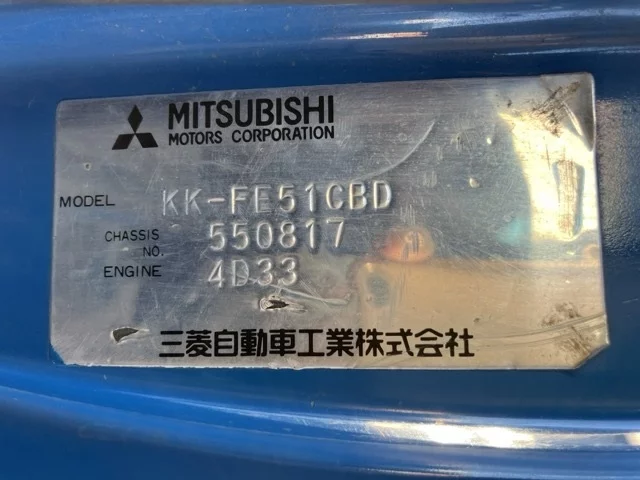 MITSUBISHI
MOTORS CORPORATION
MODEL KK-FE51CBD
CHASSIS NO. 550817
ENGINE 4D33
三菱自動車工業株式会社